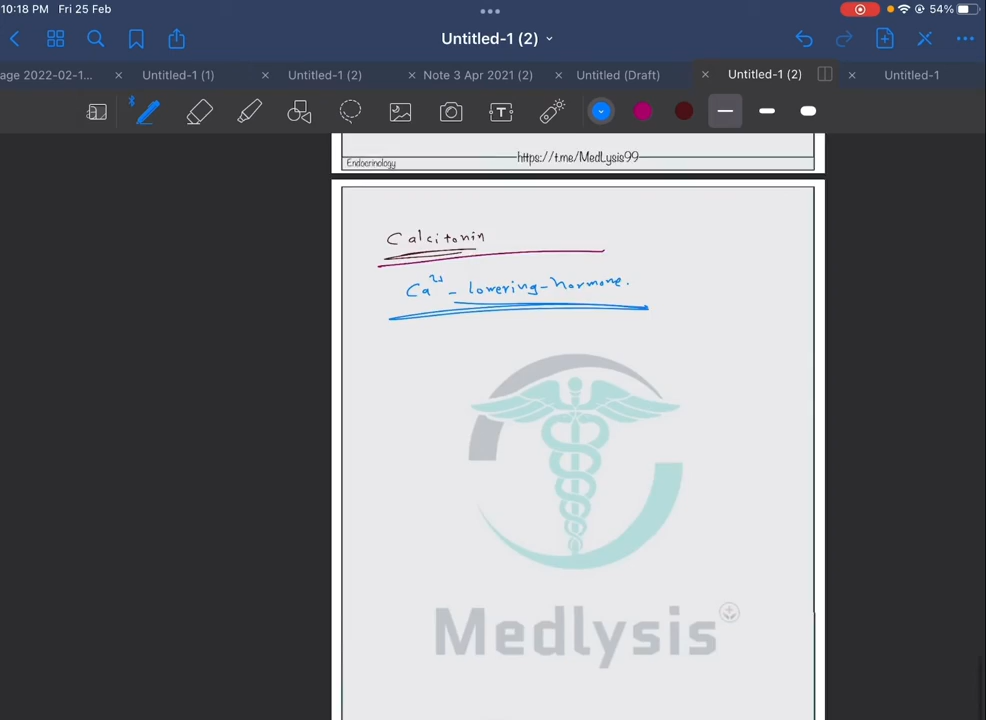 10:18 PM Fri 25 Feb
54%
Untitled-1 (2)
age 2022-02-1...
Untitled-1 (1)
Untitled-1 (2)
Note 3 Apr 2021 (2)
Untitled (Draft)
Untitled-1 (2)
Untitled-1
T
Endocrinology
https://t.me/MedLysis99
Calcitonin
Ca²⁺ - lowering-hormone.
Medlysis